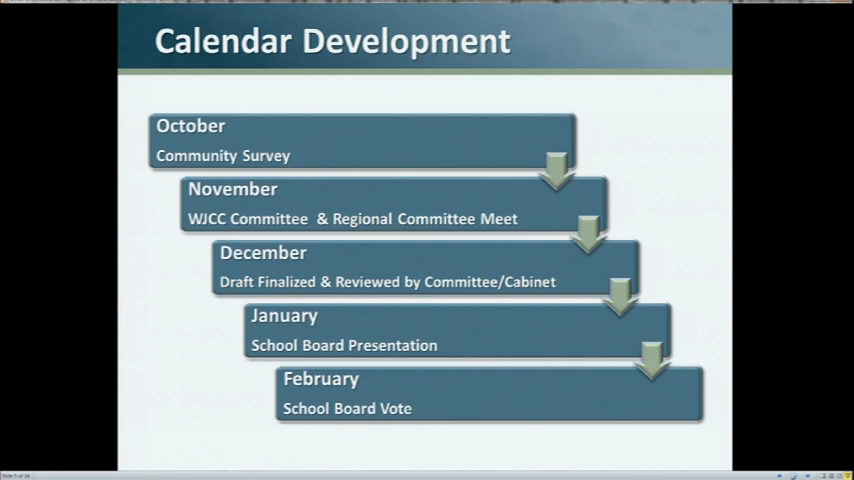 Calendar Development
October
Community Survey
November
WJCC Committee & Regional Committee Meet
December
Draft Finalized & Reviewed by Committee/Cabinet
January
School Board Presentation
February
School Board Vote